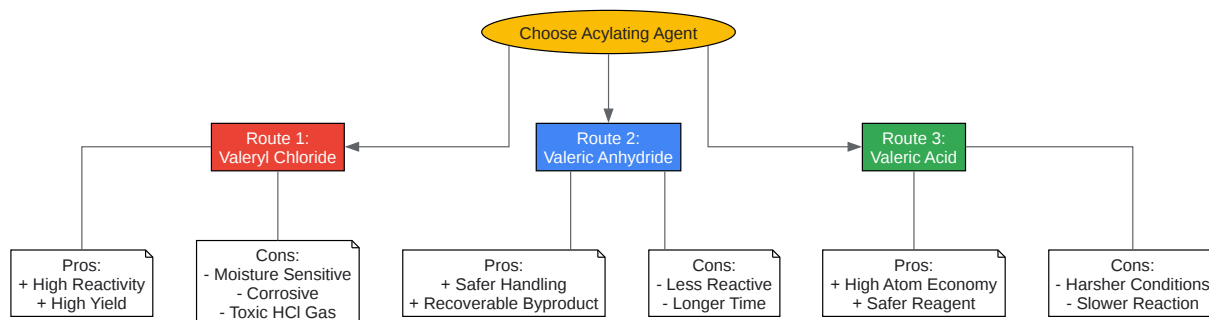 Choose Acylating Agent
Route 1:
Valeryl Chloride
Route 2:
Valeric Anhydride
Route 3:
Valeric Acid
Pros:
+ High Reactivity
+ High Yield
Cons:
- Moisture Sensitive
- Corrosive
- Toxic HCl Gas
Pros:
+ Safer Handling
+ Recoverable Byproduct
Cons:
- Less Reactive
- Longer Time
Pros:
+ High Atom Economy
+ Safer Reagent
Cons:
- Harsher Conditions
- Slower Reaction